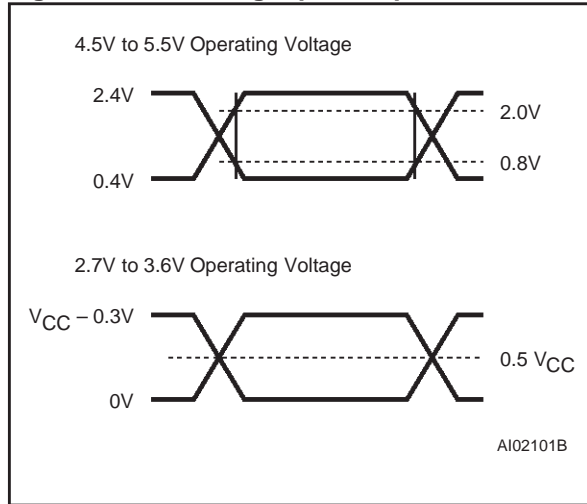 4.5V to 5.5V Operating Voltage
2.4V
2.0V
0.8V
0.4V
2.7V to 3.6V Operating Voltage
VCC – 0.3V
0.5 VCC
0V
AI02101B